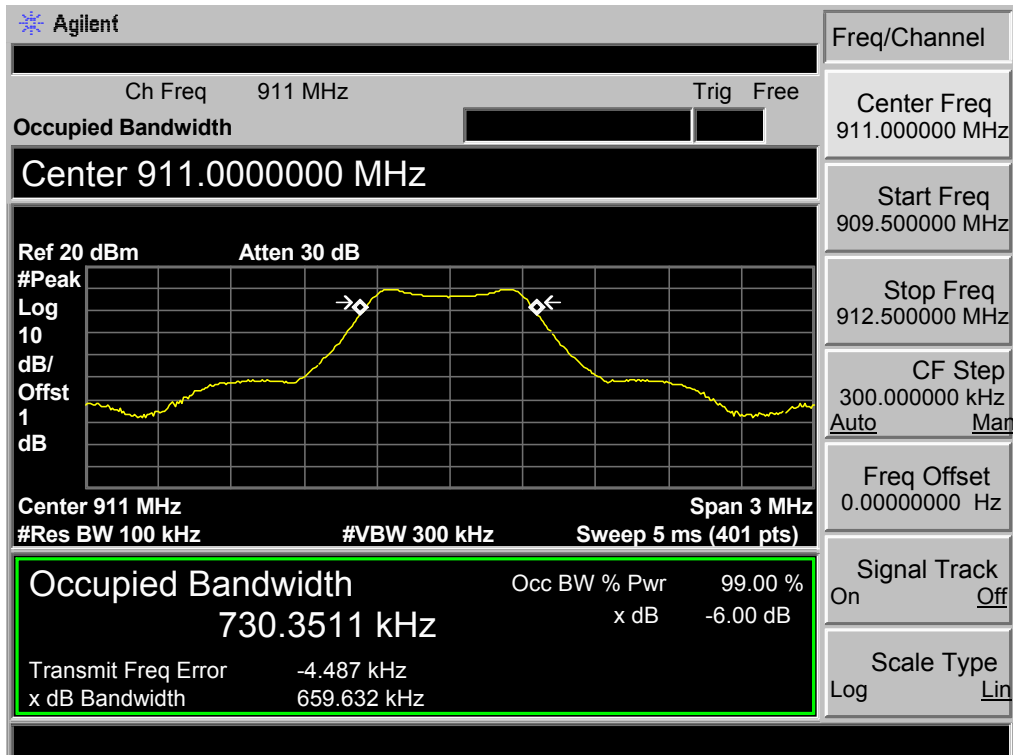 Agilent
Freq/Channel
Ch Freq 911 MHz Trig Free
Occupied Bandwidth
Center 911.0000000 MHz
Ref 20 dBm Atten 30 dB
#Peak
Log
10
dB/
Offst
1
dB
Center 911 MHz Span 3 MHz
#Res BW 100 kHz #VBW 300 kHz Sweep 5 ms (401 pts)
Occupied Bandwidth Occ BW % Pwr 99.00 %
730.3511 kHz x dB -6.00 dB
Transmit Freq Error -4.487 kHz
x dB Bandwidth 659.632 kHz
Center Freq
911.000000 MHz
Start Freq
909.500000 MHz
Stop Freq
912.500000 MHz
CF Step
300.000000 kHz
Auto Man
Freq Offset
0.00000000 Hz
Signal Track
On Off
Scale Type
Log Lin